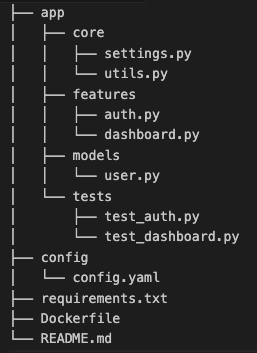 ├── app
│   ├── core
│   │   ├── settings.py
│   │   └── utils.py
│   ├── features
│   │   ├── auth.py
│   │   └── dashboard.py
│   ├── models
│   │   └── user.py
│   └── tests
│       ├── test_auth.py
│       └── test_dashboard.py
├── config
│   └── config.yaml
├── requirements.txt
├── Dockerfile
└── README.md